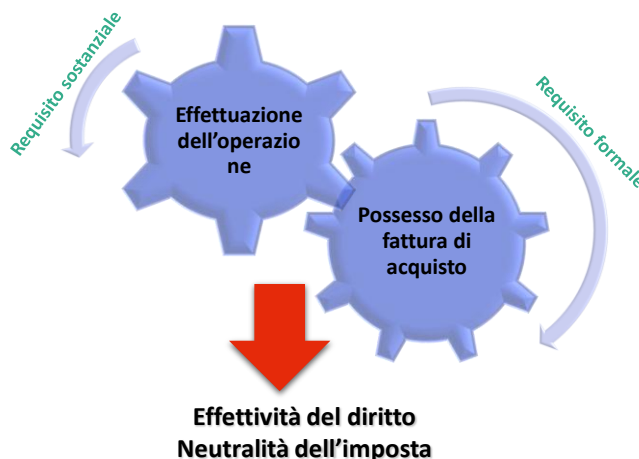 Requisito sostanziale
Effettuazione
dell'operazio
ne
Requisito formale
Possesso della
fattura di
acquisto
Effettività del diritto
Neutralità dell'imposta